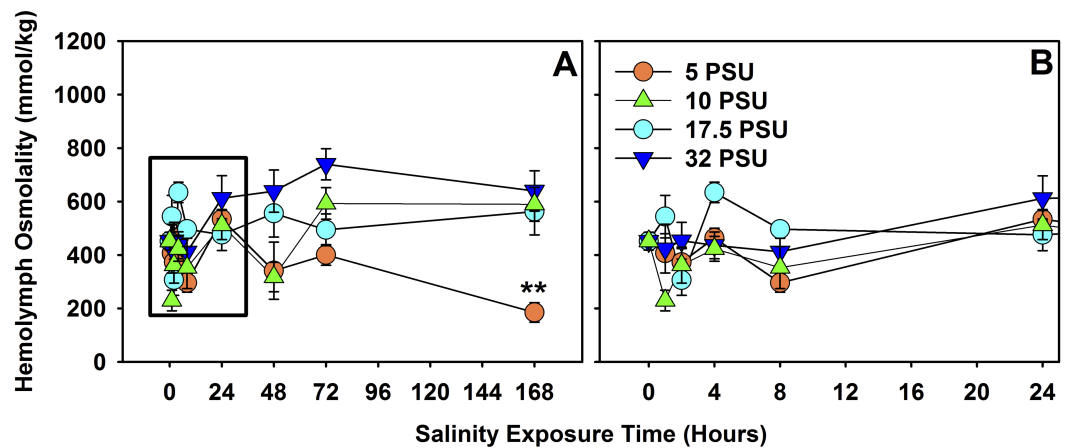 Hemolymph Osmolality (mmol/kg)
1200
1000
800
600
400
200
0
A
**
0 24 48 72 96 120 144 168
B
5 PSU
10 PSU
17.5 PSU
32 PSU
0 4 8 12 16 20 24
Salinity Exposure Time (Hours)